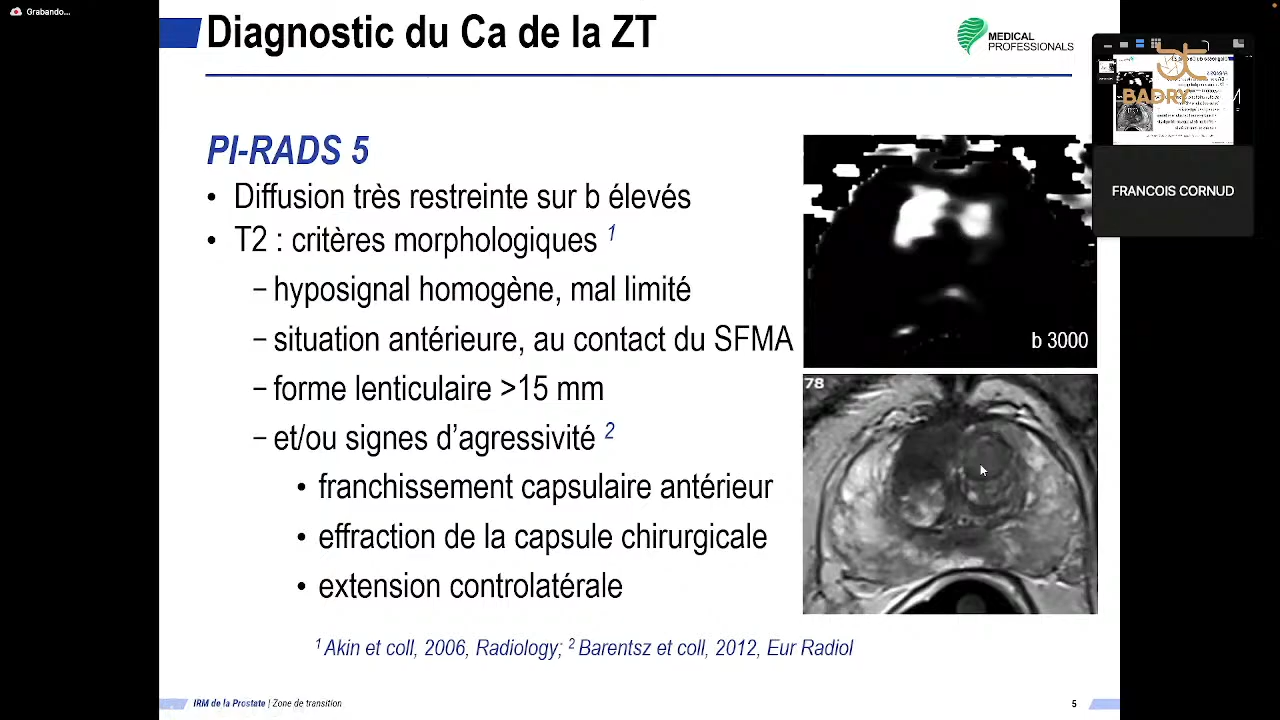 Grabando...
Diagnostic du Ca de la ZT
MEDICAL
PROFESSIONALS
BADRY
FRANCOIS CORNUD
PI-RADS 5
• Diffusion très restreinte sur b élevés
• T2 : critères morphologiques 1
– hyposignal homogène, mal limité
– situation antérieure, au contact du SFMA
– forme lenticulaire >15 mm
– et/ou signes d’agressivité 2
• franchissement capsulaire antérieur
• effraction de la capsule chirurgicale
• extension controlatérale
b 3000
78
1 Akin et coll, 2006, Radiology; 2 Barentsz et coll, 2012, Eur Radiol
IRM de la Prostate | Zone de transition
5